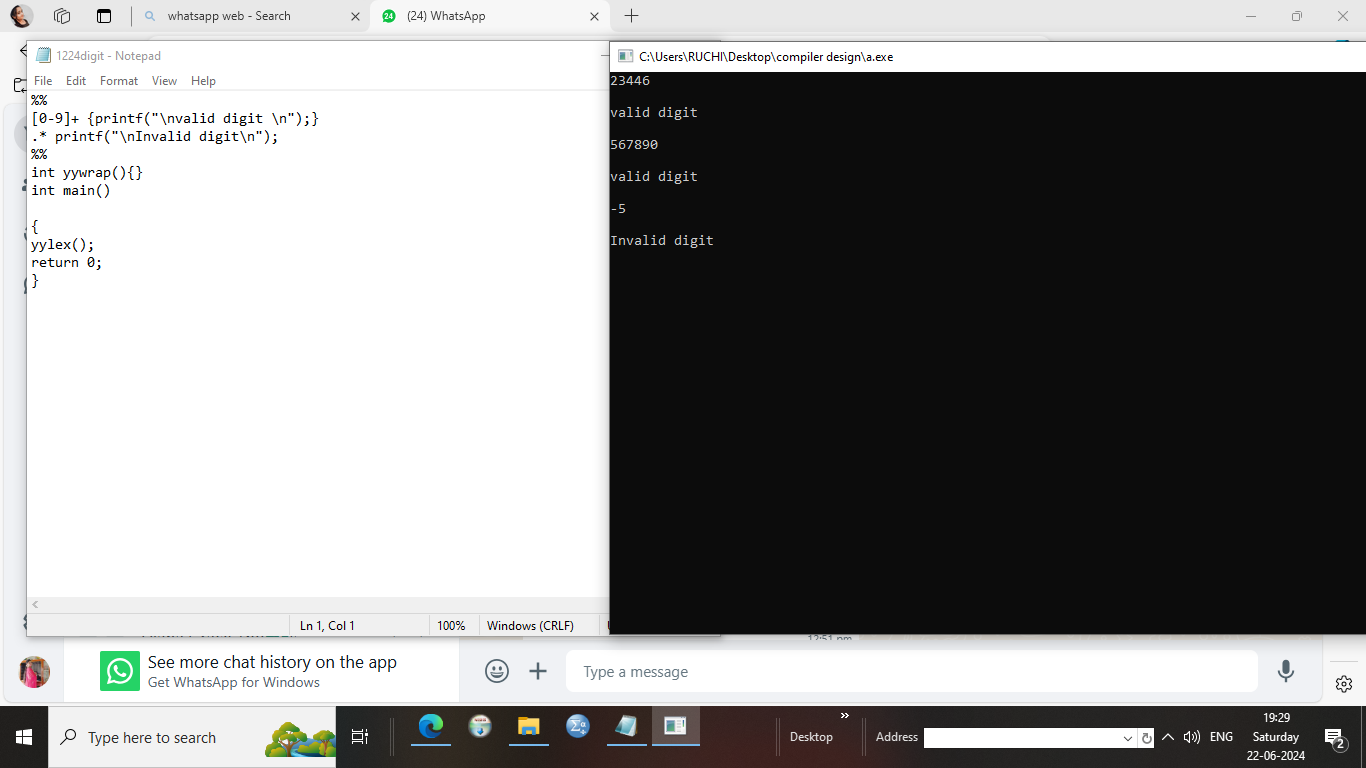 whatsapp web - Search
24
(24) WhatsApp
1224digit - Notepad
File Edit Format View Help
%%
[0-9]+ {printf("\nvalid digit \n");}
.* printf("\nInvalid digit\n");
%%
int yywrap(){}
int main()
{
yylex();
return 0;
}
Ln 1, Col 1
100%
Windows (CRLF)
C:\Users\RUCHI\Desktop\compiler design\a.exe
23446
valid digit
567890
valid digit
-5
Invalid digit
12:51 pm
See more chat history on the app
Get WhatsApp for Windows
Type a message
Type here to search
Desktop
Address
ENG
19:29
Saturday
22-06-2024
2